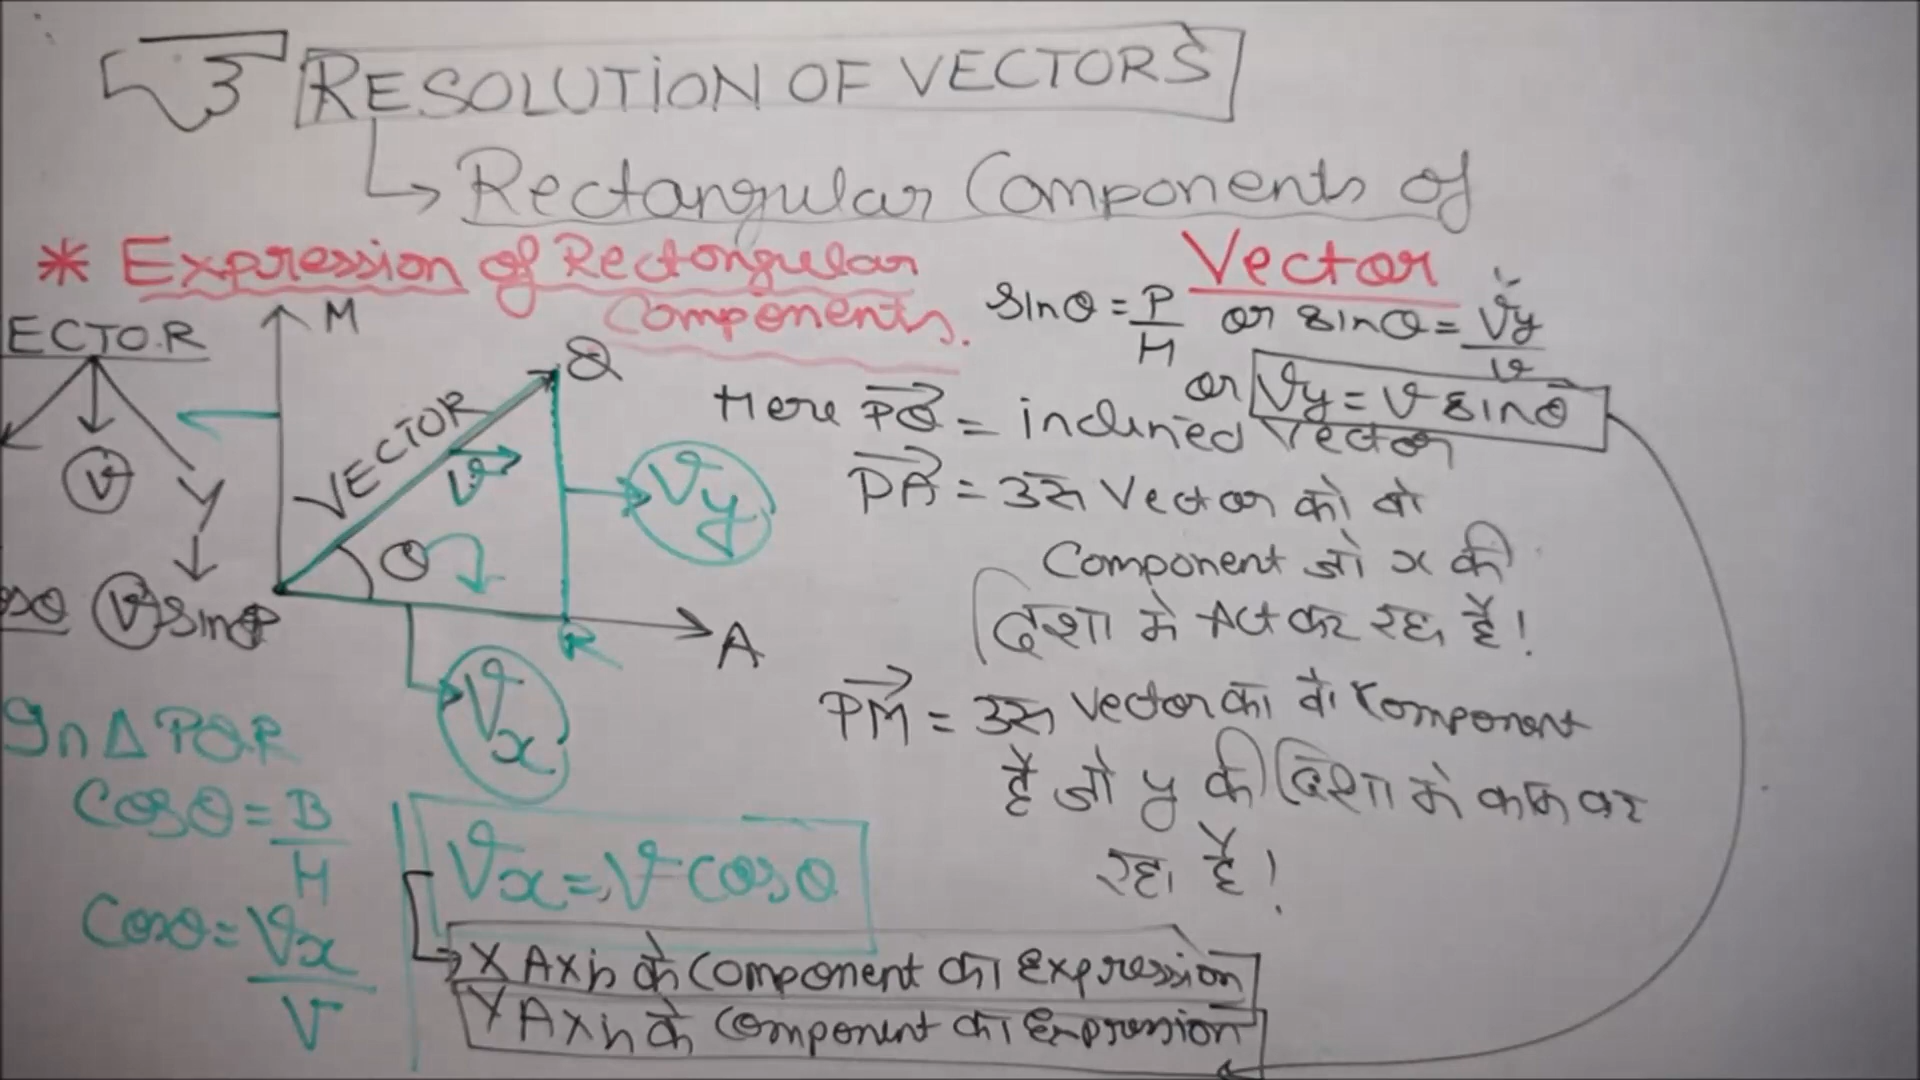 RESOLUTION OF VECTORS
Rectangular Components of
Vector
* Expression of Rectongular
Components.
sinθ = P/H or sinθ = Vy/V
or Vy = V sinθ
ECTOR
M
Q
VECTOR
V
V
y
Vy
θ
V sinθ
R
A
Vx
Here PQ = inclined Vector
PA = उस Vector को वो
Component जो x की
दिशा मे Act कर रहा है!
PM = उस Vector का वो Component
है जो y की दिशा मे काम कर
रहा है!
In Δ PQR
Cosθ = B/H
Cosθ = Vx/V
Vx = V cosθ
X Axis के Component का Expression
Y Axis के Component का Expression